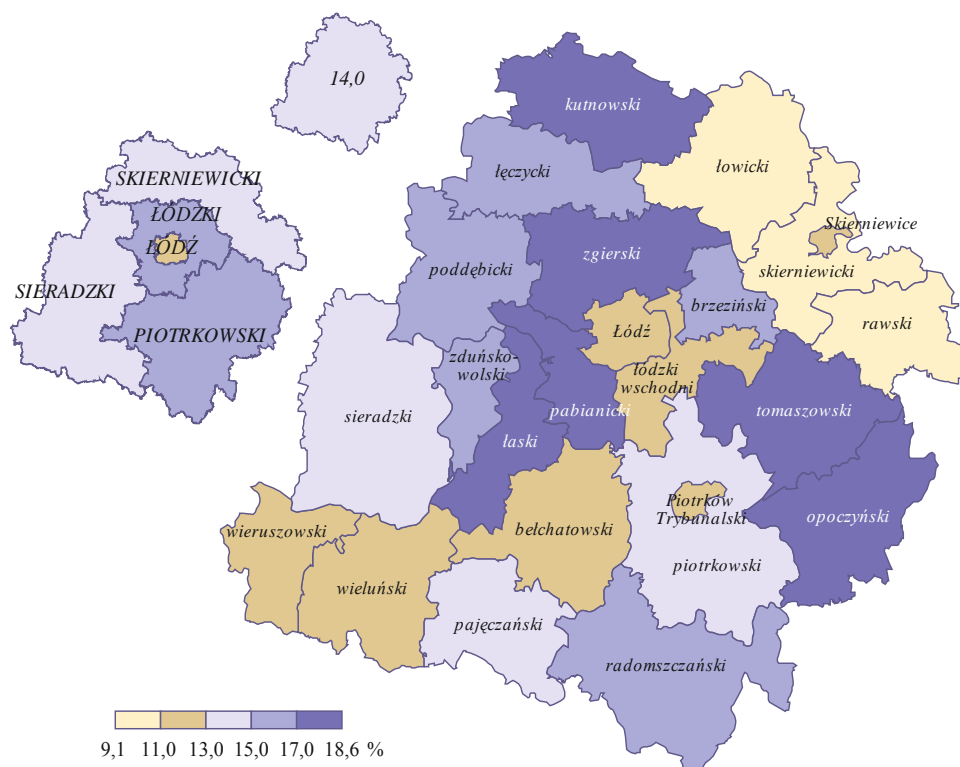 14,0
SKIERNIEWICKI
ŁÓDZKI
ŁÓDŹ
SIERADZKI
PIOTRKOWSKI
kutnowski
łęczycki
łowicki
Skierniewice
zgierski
poddębicki
skierniewicki
brzeziński
rawski
Łódź
zduńsko-
wolski
łódzki
wschodni
sieradzki
pabianicki
tomaszowski
łaski
Piotrków
Trybunalski
opoczyński
wieruszowski
bełchatowski
piotrkowski
wieluński
pajęczański
radomszczański
9,1 11,0 13,0 15,0 17,0 18,6 %